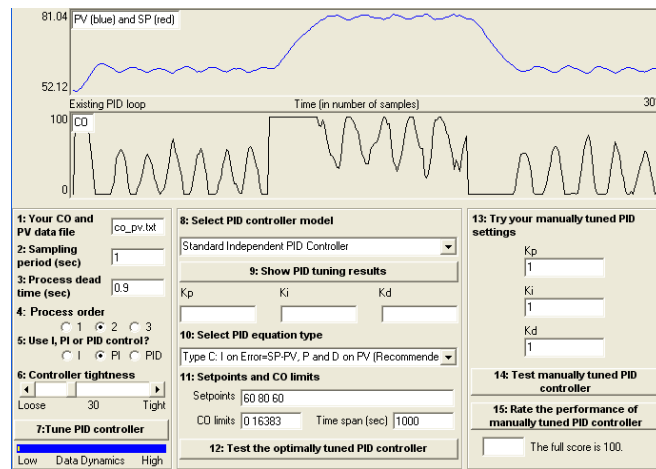 81.04
PV (blue) and SP (red)
52.12
Existing PID loop
Time (in number of samples)
301
100
CO
0
1: Your CO and
PV data file
co_pv.txt
2: Sampling
period (sec)
1
3: Process dead
time (sec)
0.9
4: Process order
1 2 3
5: Use I, PI or PID control?
I PI PID
6: Controller tightness
Loose 30 Tight
7:Tune PID controller
Low Data Dynamics High
8: Select PID controller model
Standard Independent PID Controller
9: Show PID tuning results
Kp Ki Kd
10: Select PID equation type
Type C: I on Error=SP-PV, P and D on PV (Recommende
11: Setpoints and CO limits
Setpoints 60 80 60
CO limits 0 16383 Time span (sec) 1000
12: Test the optimally tuned PID controller
13: Try your manually tuned PID
settings
Kp
1
Ki
1
Kd
1
14: Test manually tuned PID
controller
15: Rate the performance of
manually tuned PID controller
The full score is 100.